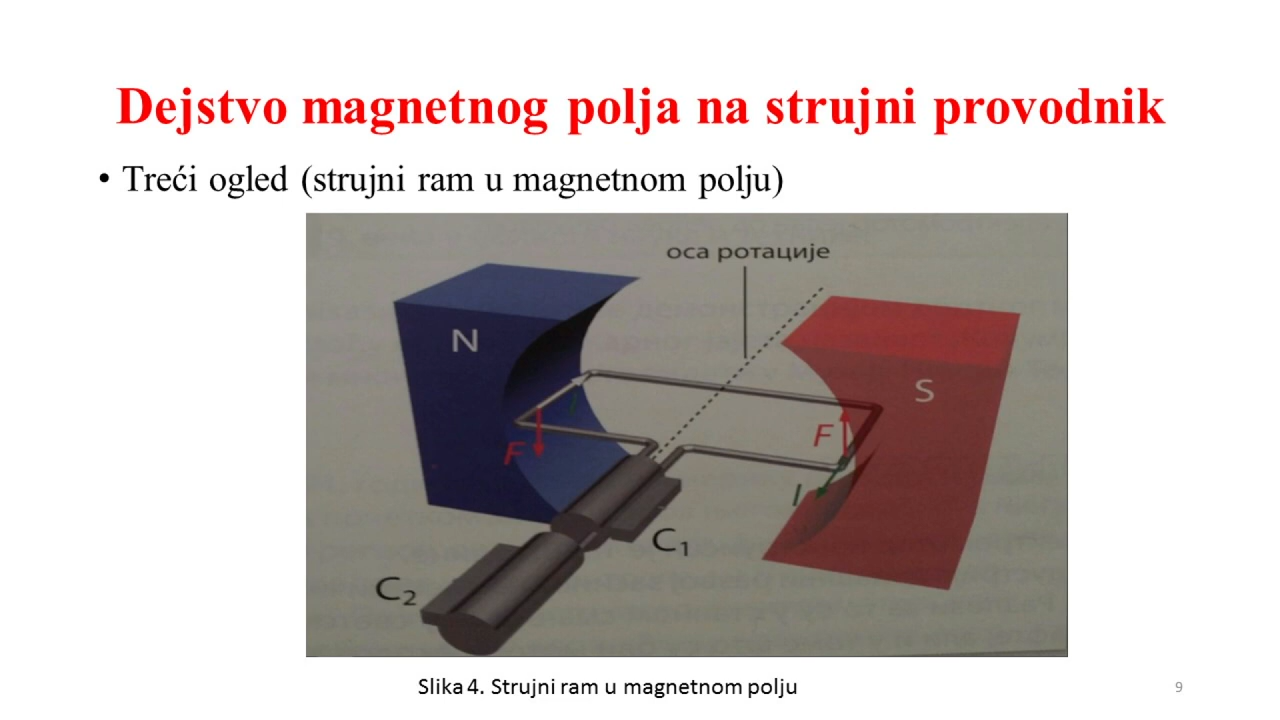 Dejstvo magnetnog polja na strujni provodnik
• Treći ogled (strujni ram u magnetnom polju)
оса ротације
N
S
I
F
F
I
C₁
C₂
Slika 4. Strujni ram u magnetnom polju
9